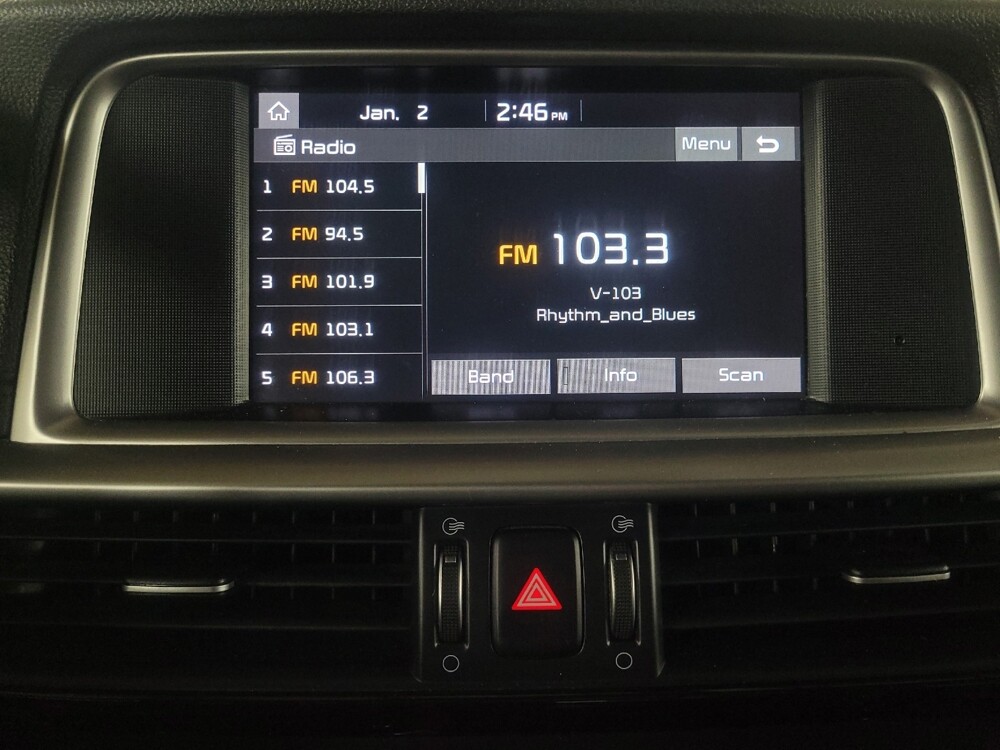 Jan. 2 2:46 PM
Radio Menu
1 FM 104.5
2 FM 94.5
3 FM 101.9
4 FM 103.1
5 FM 106.3
FM 103.3
V-103
Rhythm_and_Blues
Band Info Scan